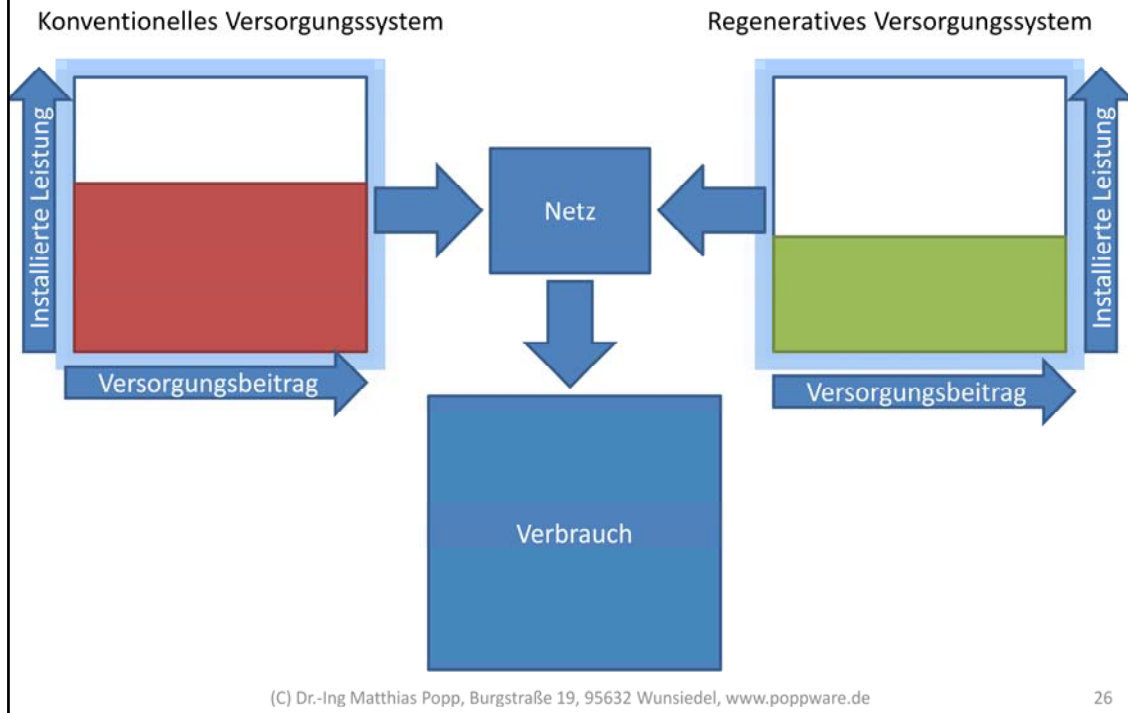 Konventionelles Versorgungssystem
Regeneratives Versorgungssystem
Installierte Leistung
Netz
Installierte Leistung
Versorgungsbeitrag
Versorgungsbeitrag
Verbrauch
(C) Dr.-Ing Matthias Popp, Burgstraße 19, 95632 Wunsiedel, www.poppware.de
26